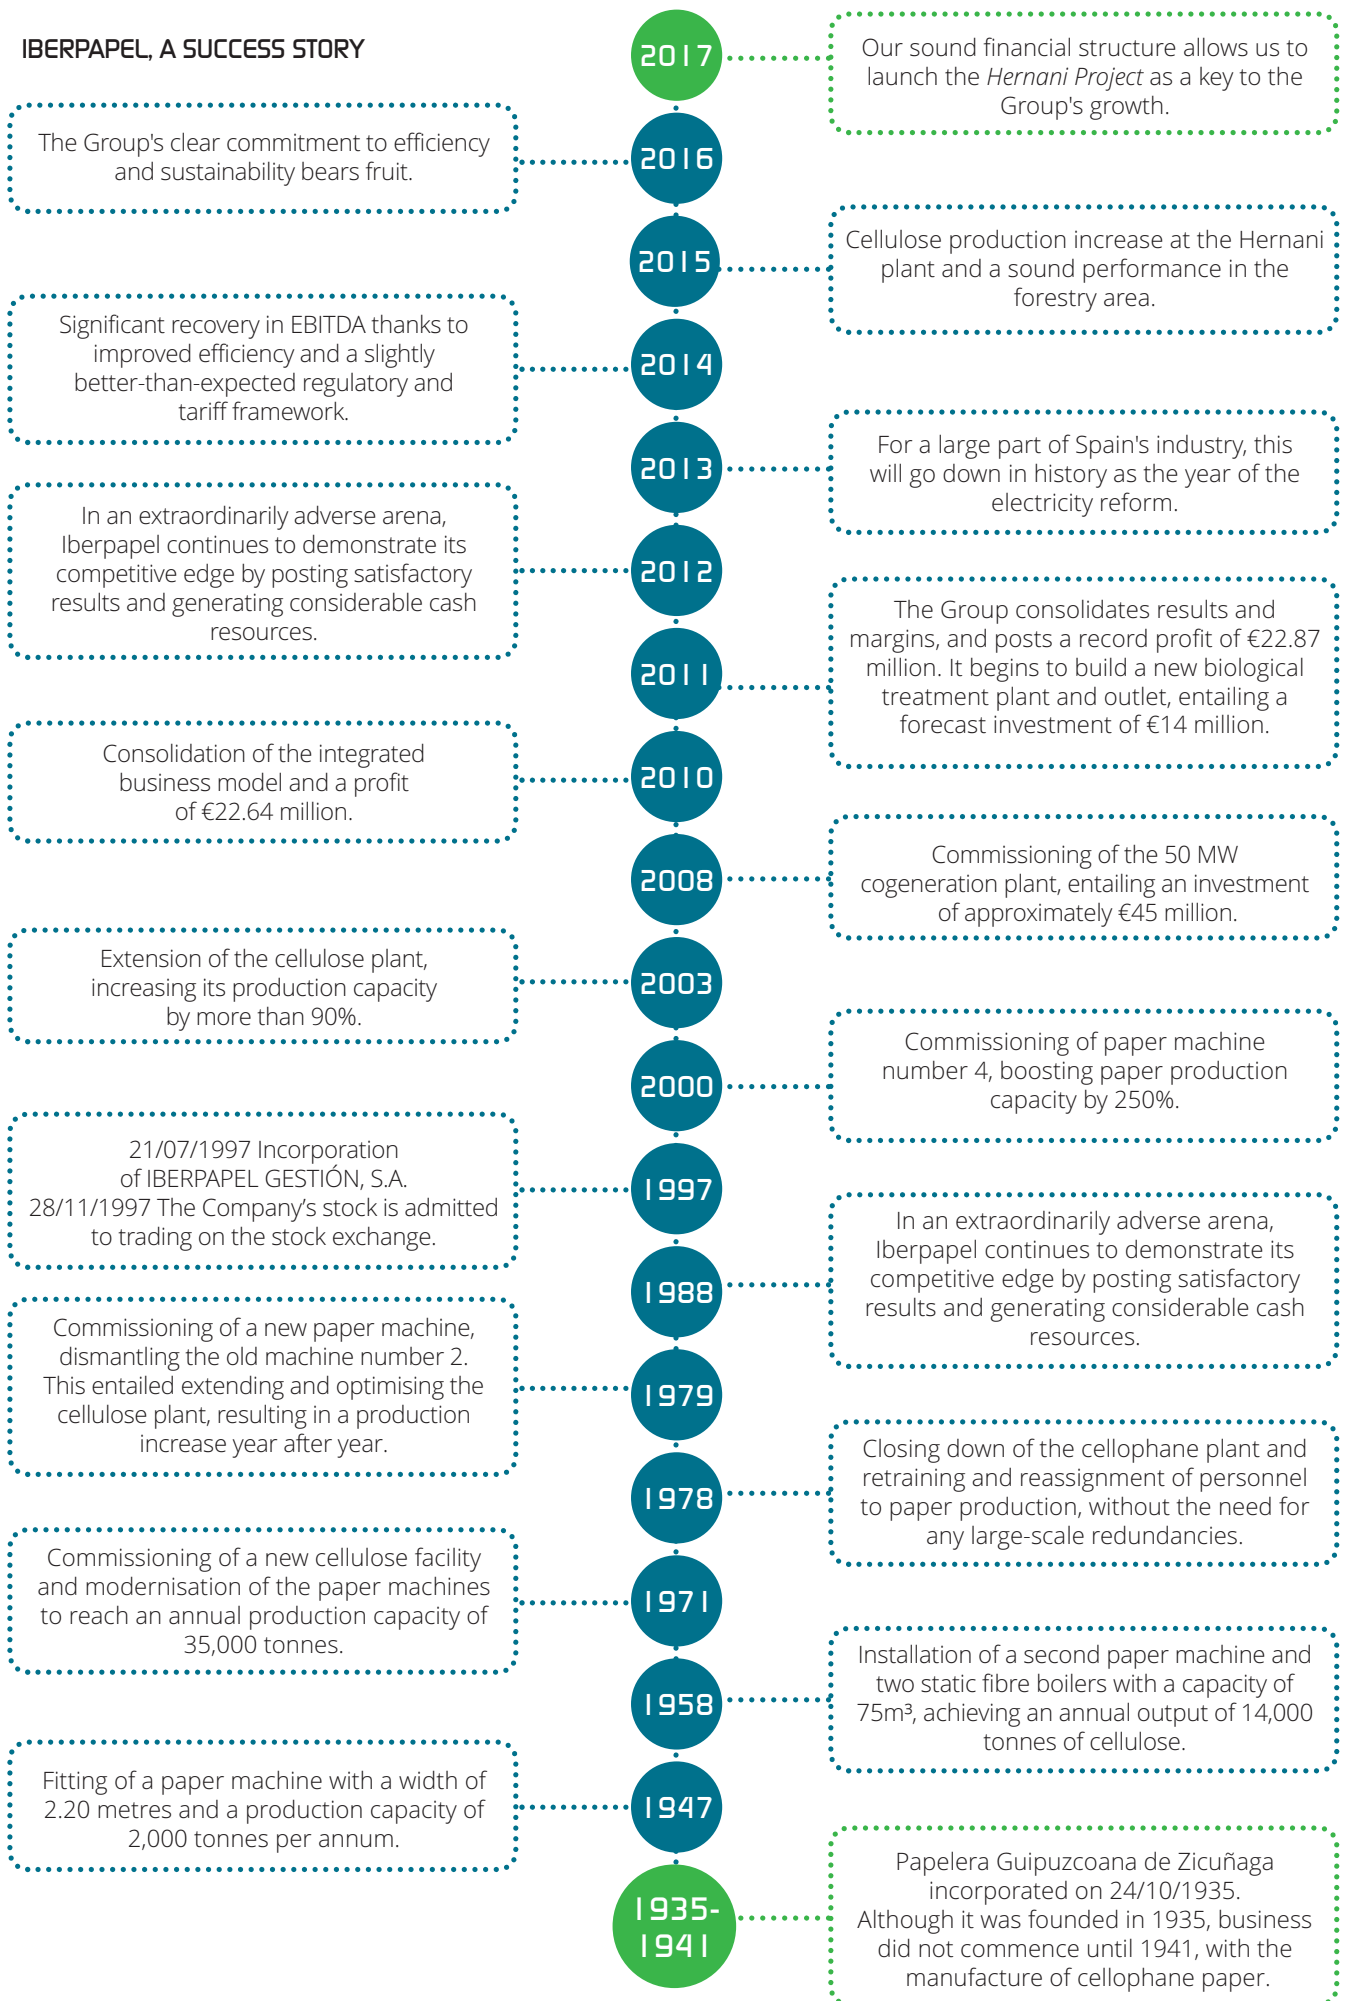 IBERPAPEL, A SUCCESS STORY
2017
Our sound financial structure allows us to
launch the Hernani Project as a key to the
Group's growth.
2016
The Group's clear commitment to efficiency
and sustainability bears fruit.
2015
Cellulose production increase at the Hernani
plant and a sound performance in the
forestry area.
2014
Significant recovery in EBITDA thanks to
improved efficiency and a slightly
better-than-expected regulatory and
tariff framework.
2013
For a large part of Spain's industry, this
will go down in history as the year of the
electricity reform.
2012
In an extraordinarily adverse arena,
Iberpapel continues to demonstrate its
competitive edge by posting satisfactory
results and generating considerable cash
resources.
2011
The Group consolidates results and
margins, and posts a record profit of €22.87
million. It begins to build a new biological
treatment plant and outlet, entailing a
forecast investment of €14 million.
2010
Consolidation of the integrated
business model and a profit
of €22.64 million.
2008
Commissioning of the 50 MW
cogeneration plant, entailing an investment
of approximately €45 million.
2003
Extension of the cellulose plant,
increasing its production capacity
by more than 90%.
2000
Commissioning of paper machine
number 4, boosting paper production
capacity by 250%.
1997
21/07/1997 Incorporation
of IBERPAPEL GESTIÓN, S.A.
28/11/1997 The Company’s stock is admitted
to trading on the stock exchange.
1988
In an extraordinarily adverse arena,
Iberpapel continues to demonstrate its
competitive edge by posting satisfactory
results and generating considerable cash
resources.
1979
Commissioning of a new paper machine,
dismantling the old machine number 2.
This entailed extending and optimising the
cellulose plant, resulting in a production
increase year after year.
1978
Closing down of the cellophane plant and
retraining and reassignment of personnel
to paper production, without the need for
any large-scale redundancies.
1971
Commissioning of a new cellulose facility
and modernisation of the paper machines
to reach an annual production capacity of
35,000 tonnes.
1958
Installation of a second paper machine and
two static fibre boilers with a capacity of
75m³, achieving an annual output of 14,000
tonnes of cellulose.
1947
Fitting of a paper machine with a width of
2.20 metres and a production capacity of
2,000 tonnes per annum.
1935-
1941
Papelera Guipuzcoana de Zicuñaga
incorporated on 24/10/1935.
Although it was founded in 1935, business
did not commence until 1941, with the
manufacture of cellophane paper.